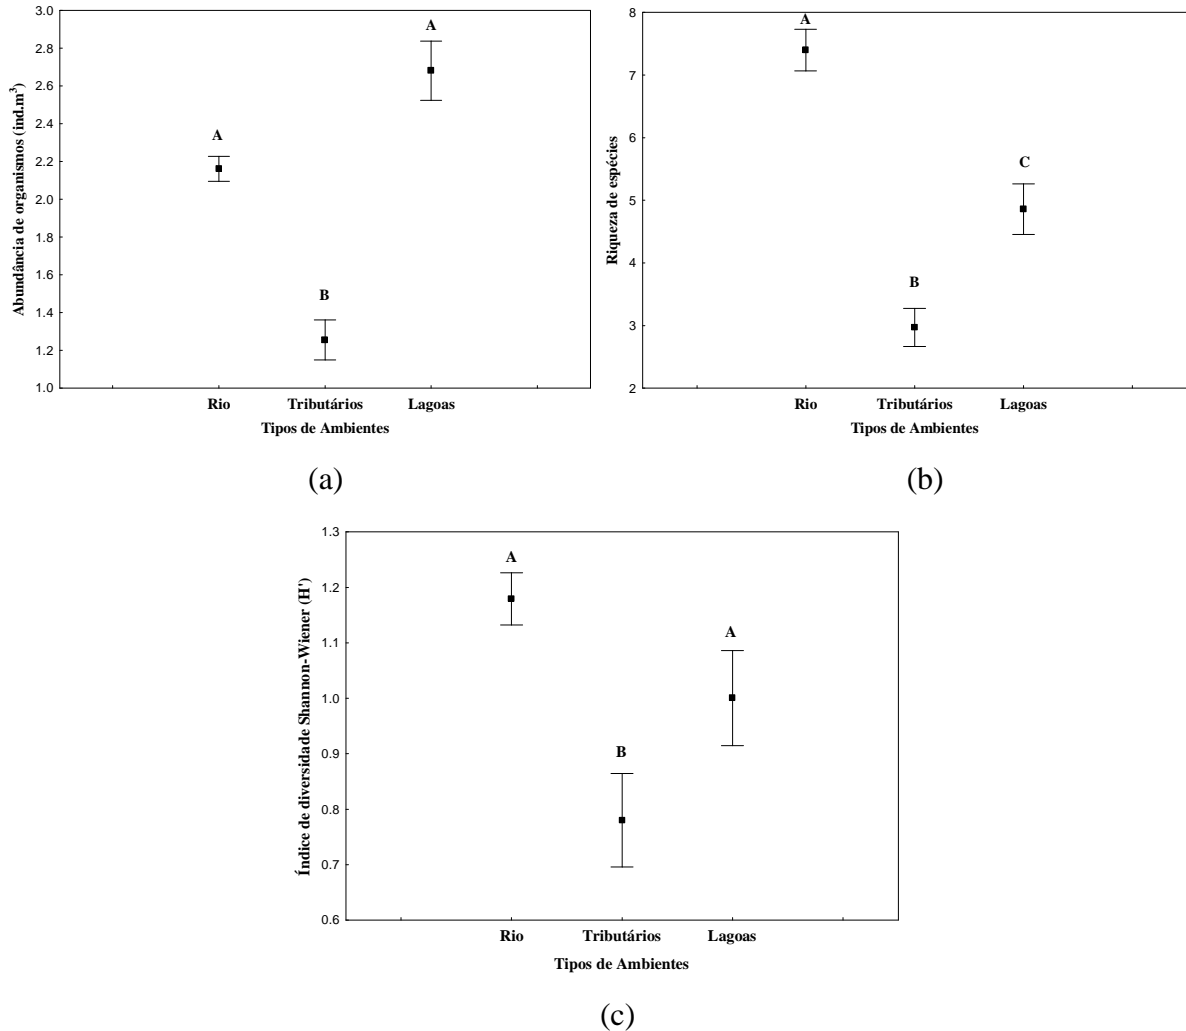 Abundância de organismos (ind.m³)
3.0
2.8
2.6
2.4
2.2
2.0
1.8
1.6
1.4
1.2
1.0
A
B
A
Rio Tributários Lagoas
Tipos de Ambientes
(a)
Riqueza de espécies
8
7
6
5
4
3
2
A
B
C
Rio Tributários Lagoas
Tipos de Ambientes
(b)
Índice de diversidade Shannon-Wiener (H')
1.3
1.2
1.1
1.0
0.9
0.8
0.7
0.6
A
B
A
Rio Tributários Lagoas
Tipos de Ambientes
(c)